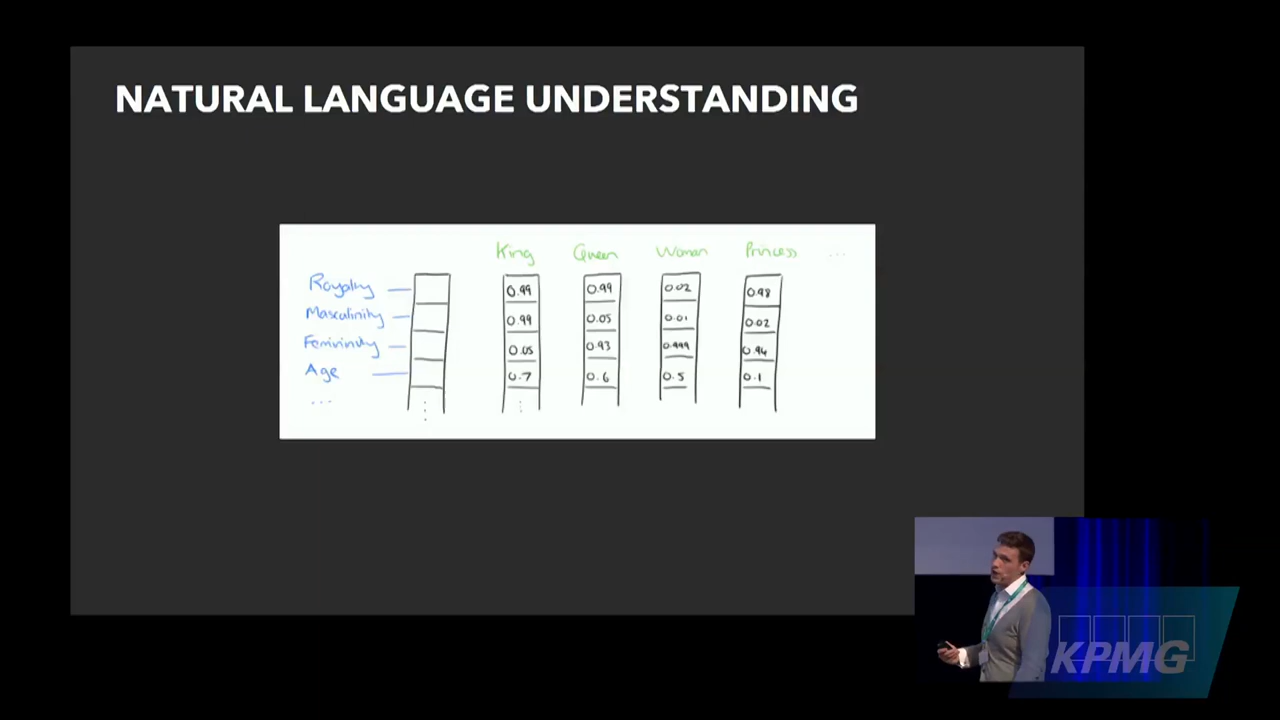 NATURAL LANGUAGE UNDERSTANDING
King Queen Woman Princess ...
Royalty 0.99 0.99 0.02 0.98
Masculinity 0.99 0.05 0.01 0.02
Femininity 0.05 0.93 0.999 0.94
Age 0.7 0.6 0.5 0.1
...
KPMG